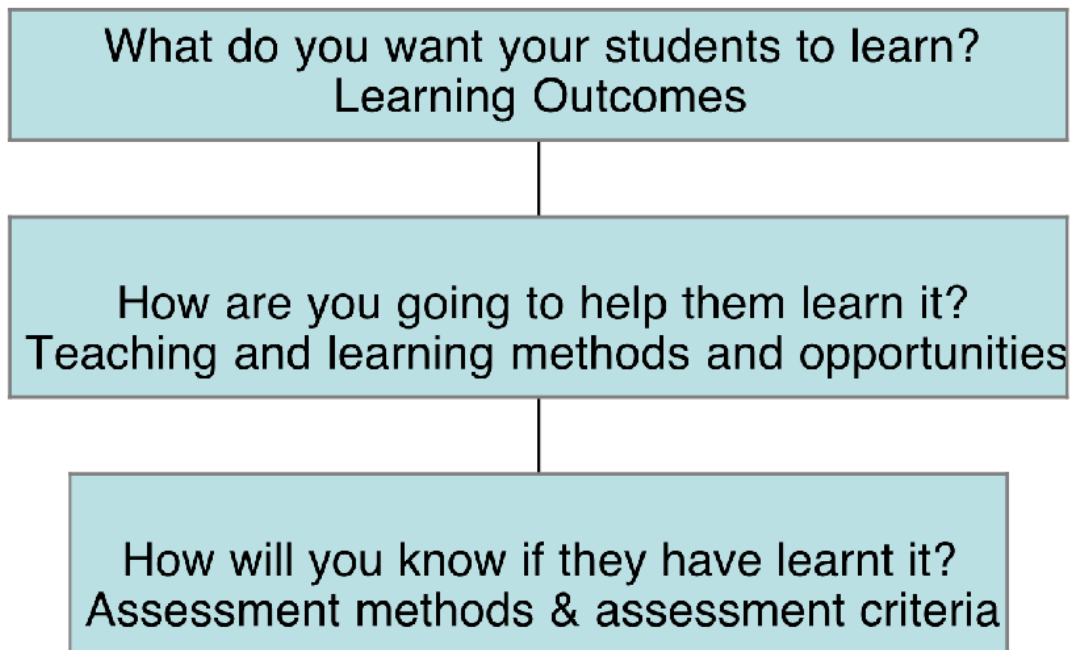 What do you want your students to learn?
Learning Outcomes
How are you going to help them learn it?
Teaching and learning methods and opportunities
How will you know if they have learnt it?
Assessment methods & assessment criteria